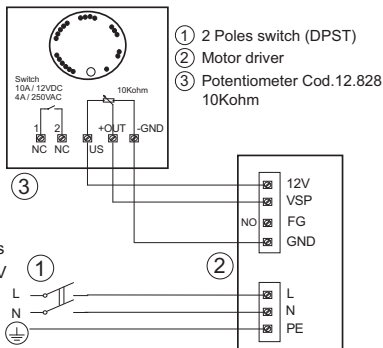 1 2 Poles switch (DPST)
2 Motor driver
3 Potentiometer Cod.12.828
10Kohm
Switch
10A / 12VDC
4A / 250VAC
10Kohm
1 2 +OUT -GND
NC NC US
3
12V
VSP
NO FG
GND
s
V
1
2
L L
N N
PE